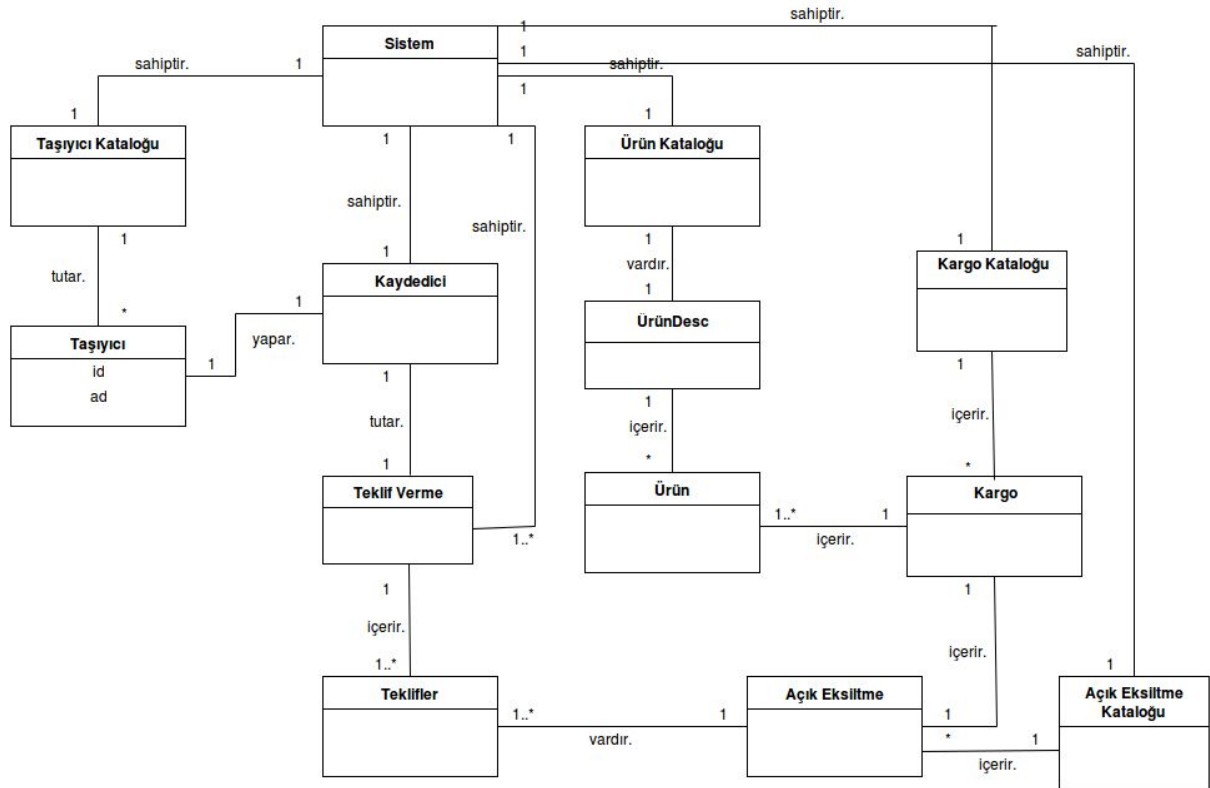 sahiptir.
1
Sistem
1
sahiptir.
sahiptir.
1
sahiptir.
1
1
1
Taşıyıcı Kataloğu
1
1
1
Ürün Kataloğu
sahiptir.
sahiptir.
1
1
1
1
tutar.
vardır.
Kargo Kataloğu
Kaydedici
1
*
1
ÜrünDesc
Taşıyıcı
yapar.
id
1
1
1
ad
1
tutar.
içerir.
içerir.
1
*
*
Teklif Verme
Ürün
Kargo
1..*
1
1..*
içerir.
1
1
içerir.
içerir.
1..*
1
Teklifler
Açık Eksiltme
Açık Eksiltme
Kataloğu
1..*
1
1
vardır.
*
1
içerir.